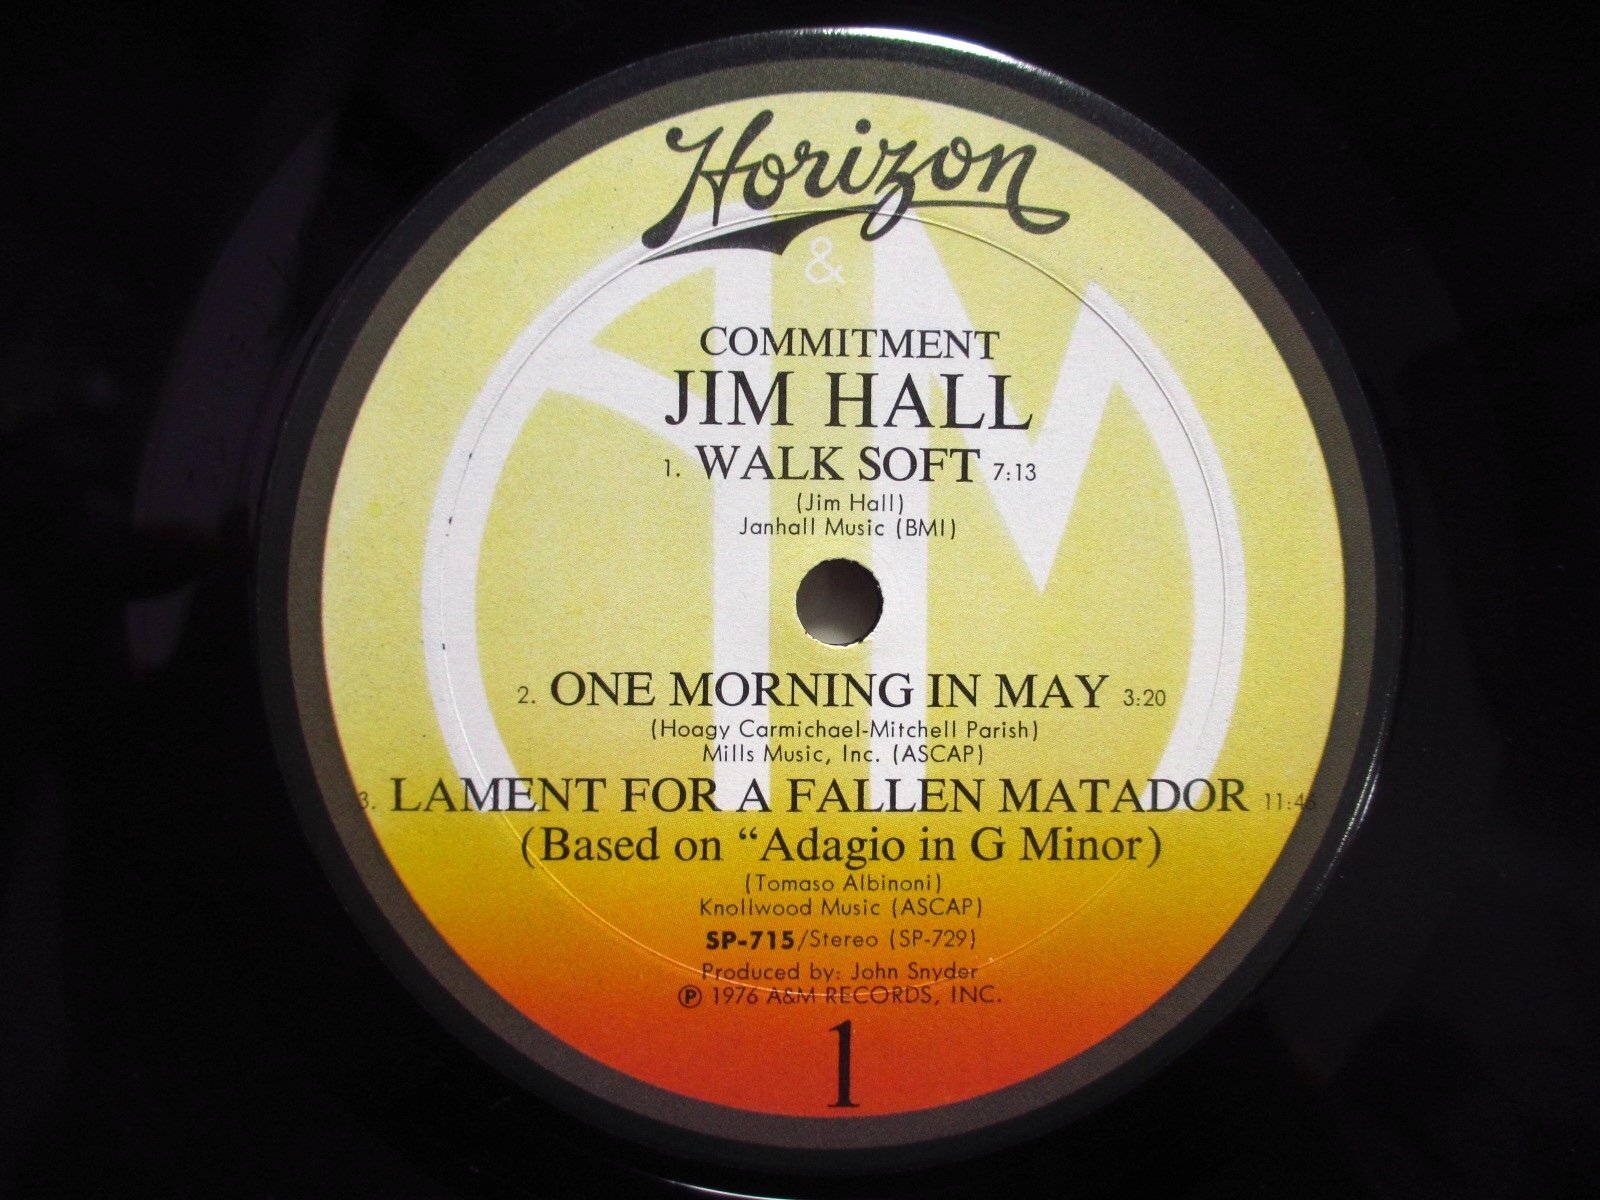 Horizon
&
AM
COMMITMENT
JIM HALL
1. WALK SOFT 7:13
(Jim Hall)
Janhall Music (BMI)
2. ONE MORNING IN MAY 3:20
(Hoagy Carmichael-Mitchell Parish)
Mills Music, Inc. (ASCAP)
3. LAMENT FOR A FALLEN MATADOR
(Based on “Adagio in G Minor)
(Tomaso Albinoni)
Knollwood Music (ASCAP)
SP-715/Stereo (SP-729)
Produced by: John Snyder
Ⓟ 1976 A&M RECORDS, INC.
1